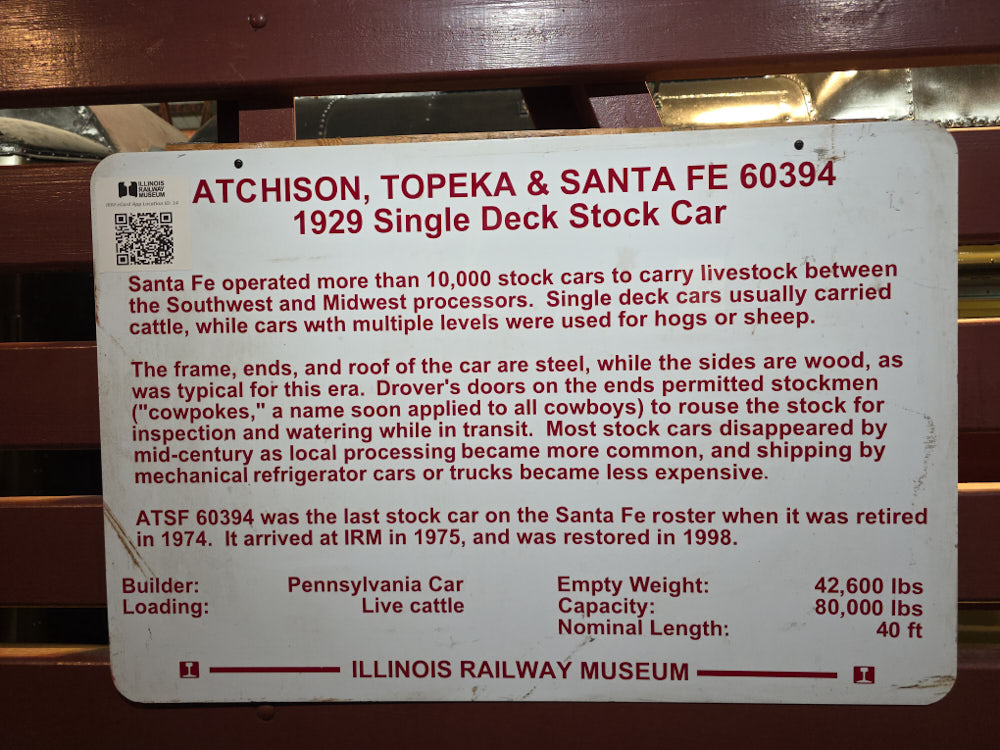 ILLINOIS
RAILWAY
MUSEUM
ATCHISON, TOPEKA & SANTA FE 60394
1929 Single Deck Stock Car
Santa Fe operated more than 10,000 stock cars to carry livestock between
the Southwest and Midwest processors. Single deck cars usually carried
cattle, while cars with multiple levels were used for hogs or sheep.
The frame, ends, and roof of the car are steel, while the sides are wood, as
was typical for this era. Drover's doors on the ends permitted stockmen
("cowpokes," a name soon applied to all cowboys) to rouse the stock for
inspection and watering while in transit. Most stock cars disappeared by
mid-century as local processing became more common, and shipping by
mechanical refrigerator cars or trucks became less expensive.
ATSF 60394 was the last stock car on the Santa Fe roster when it was retired
in 1974. It arrived at IRM in 1975, and was restored in 1998.
Builder: Pennsylvania Car Empty Weight: 42,600 lbs
Loading: Live cattle Capacity: 80,000 lbs
Nominal Length: 40 ft
ILLINOIS RAILWAY MUSEUM